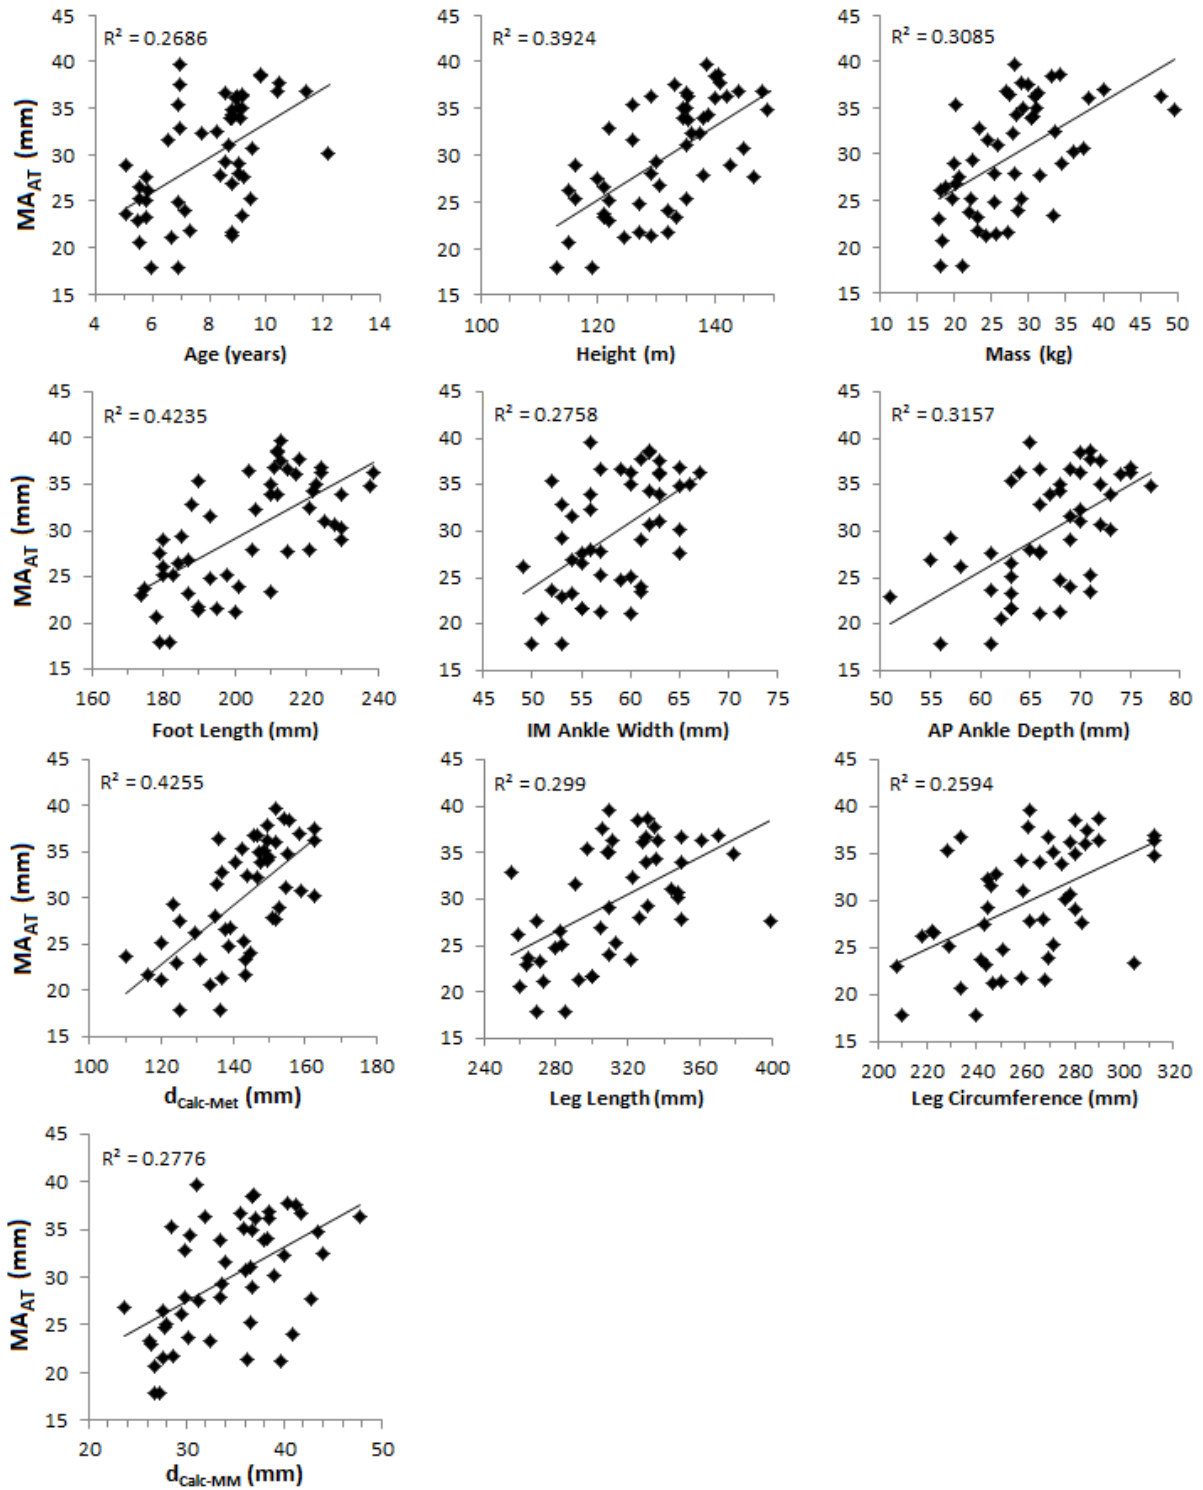 R² = 0.2686
MA_AT (mm)
45
40
35
30
25
20
15
4 6 8 10 12 14
Age (years)
R² = 0.3924
45
40
35
30
25
20
15
100 120 140
Height (m)
R² = 0.3085
45
40
35
30
25
20
15
10 15 20 25 30 35 40 45 50
Mass (kg)
R² = 0.4235
MA_AT (mm)
45
40
35
30
25
20
15
160 180 200 220 240
Foot Length (mm)
R² = 0.2758
45
40
35
30
25
20
15
45 50 55 60 65 70 75
IM Ankle Width (mm)
R² = 0.3157
45
40
35
30
25
20
15
50 55 60 65 70 75 80
AP Ankle Depth (mm)
R² = 0.4255
MA_AT (mm)
45
40
35
30
25
20
15
100 120 140 160 180
d_Calc-Met (mm)
R² = 0.299
45
40
35
30
25
20
15
240 280 320 360 400
Leg Length (mm)
R² = 0.2594
45
40
35
30
25
20
15
200 220 240 260 280 300 320
Leg Circumference (mm)
R² = 0.2776
MA_AT (mm)
45
40
35
30
25
20
15
20 30 40 50
d_Calc-MM (mm)